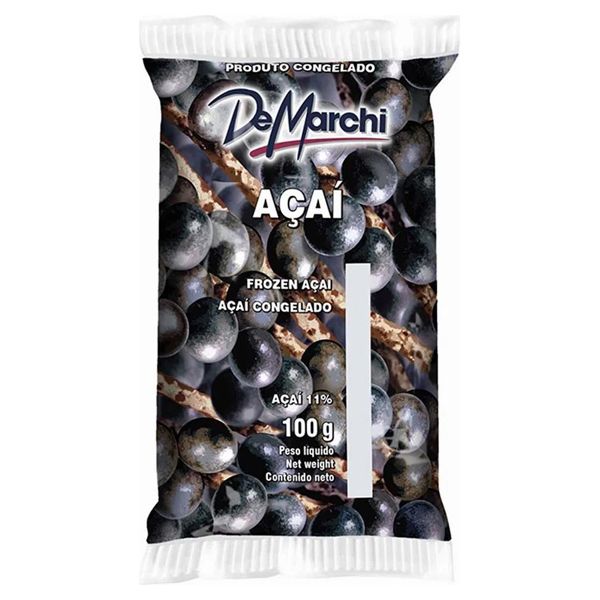 PRODUTO CONGELADO
DeMarchi
AÇAÍ
FROZEN AÇAI
AÇAÍ CONGELADO
AÇAÍ 11%
100 g
Peso líquido
Net weight
Contenido neto